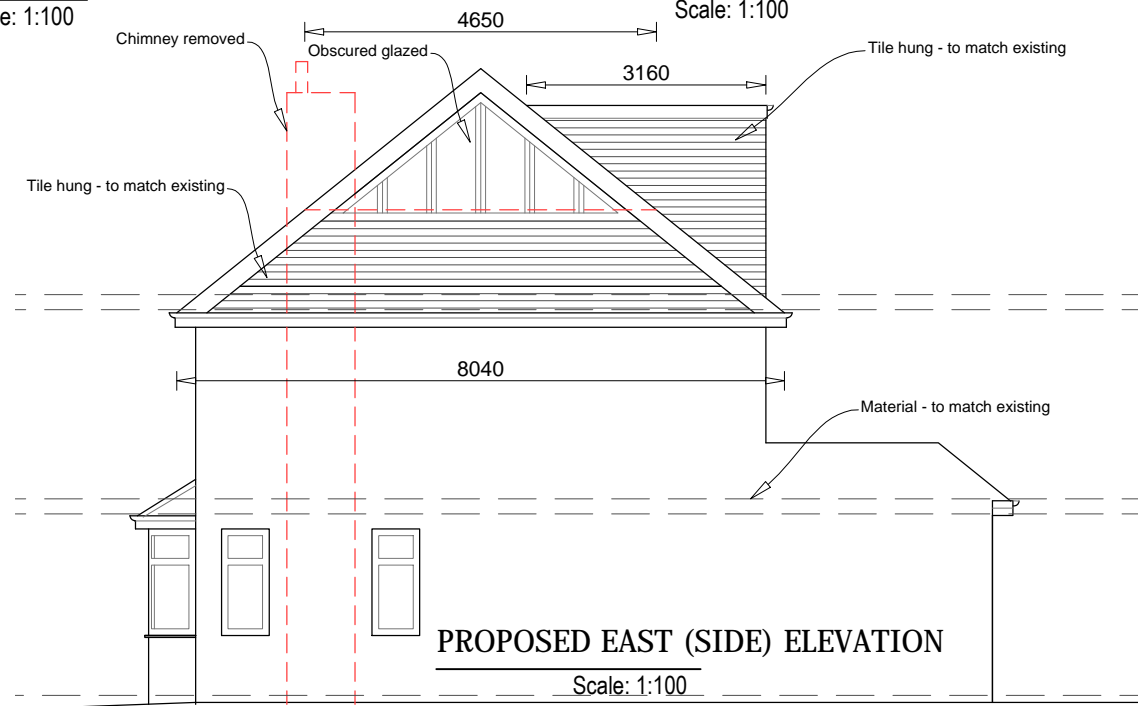 e: 1:100
Scale: 1:100
4650
Chimney removed
Obscured glazed
Tile hung - to match existing
3160
Tile hung - to match existing
8040
Material - to match existing
PROPOSED EAST (SIDE) ELEVATION
Scale: 1:100